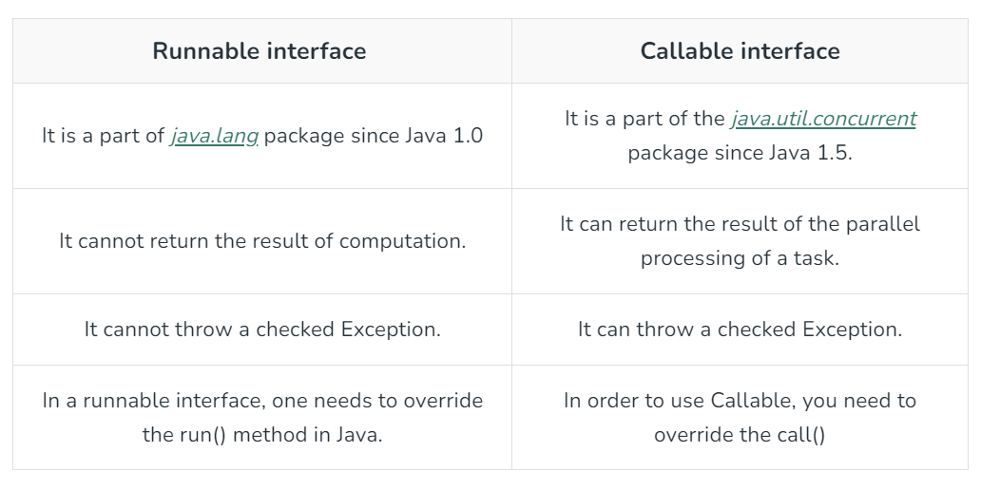 Runnable interface
Callable interface
It is a part of java.lang package since Java 1.0
It is a part of the java.util.concurrent
package since Java 1.5.
It cannot return the result of computation.
It can return the result of the parallel
processing of a task.
It cannot throw a checked Exception.
It can throw a checked Exception.
In a runnable interface, one needs to override
the run() method in Java.
In order to use Callable, you need to
override the call()